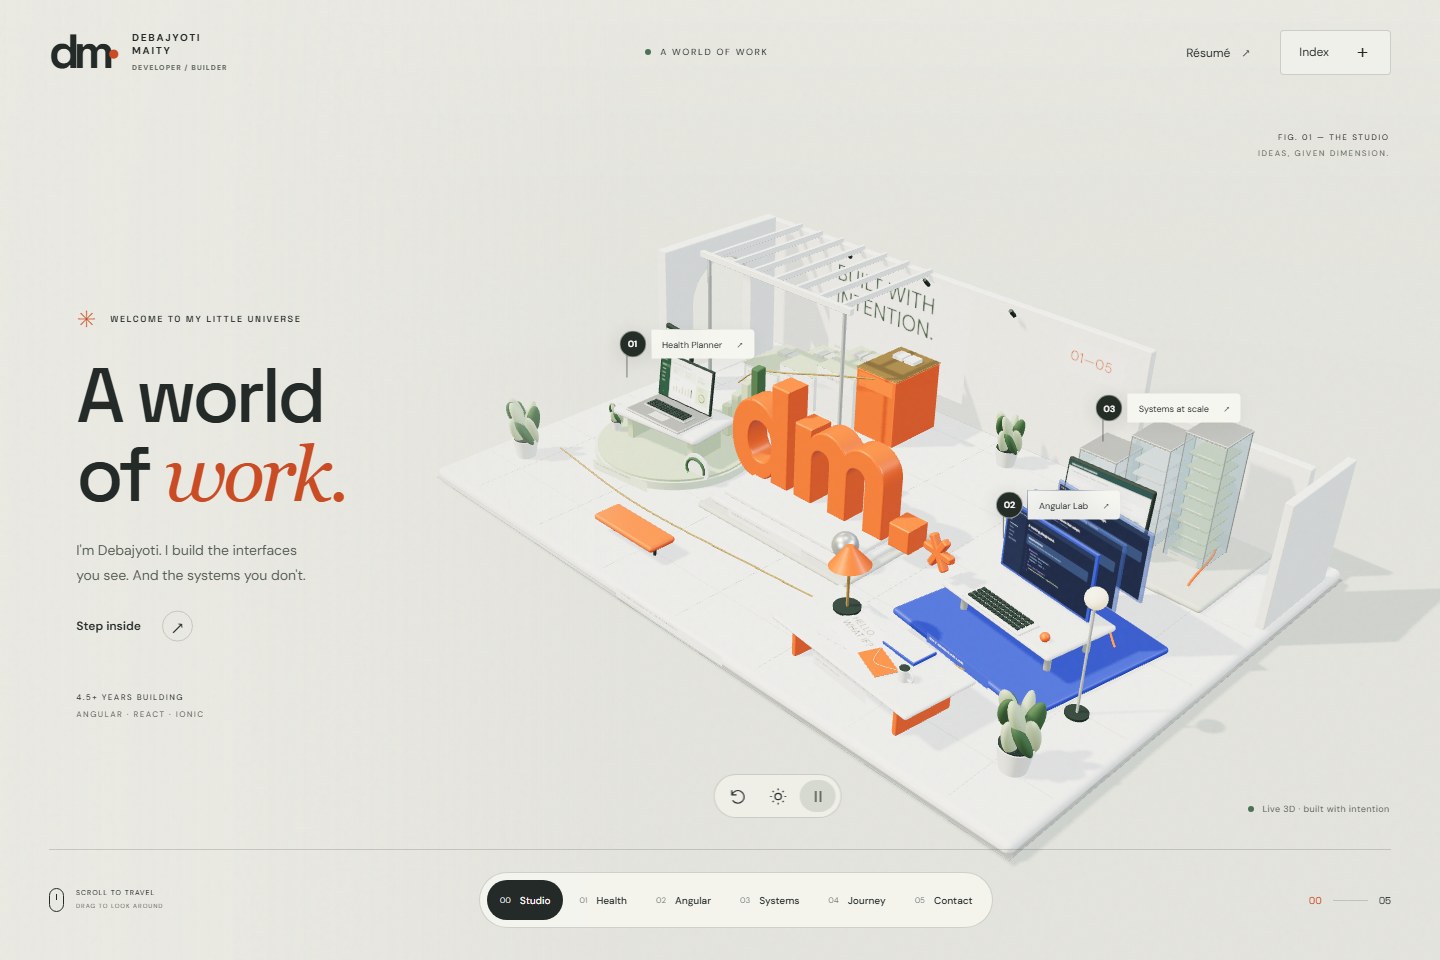 dm
DEBAJYOTI
MAITY
DEVELOPER / BUILDER
A WORLD OF WORK
Résumé ↗
Index +
FIG. 01 — THE STUDIO
IDEAS, GIVEN DIMENSION.
WELCOME TO MY LITTLE UNIVERSE
A world
of work.
I'm Debajyoti. I build the interfaces
you see. And the systems you don't.
Step inside ↗
4.5+ YEARS BUILDING
ANGULAR · REACT · IONIC
BUILT WITH
INTENTION.
01—05
01 Health Planner ↗
03 Systems at scale ↗
02 Angular Lab ↗
dm.
Live 3D · built with intention
SCROLL TO TRAVEL
DRAG TO LOOK AROUND
00 Studio
01 Health
02 Angular
03 Systems
04 Journey
05 Contact
00 — 05